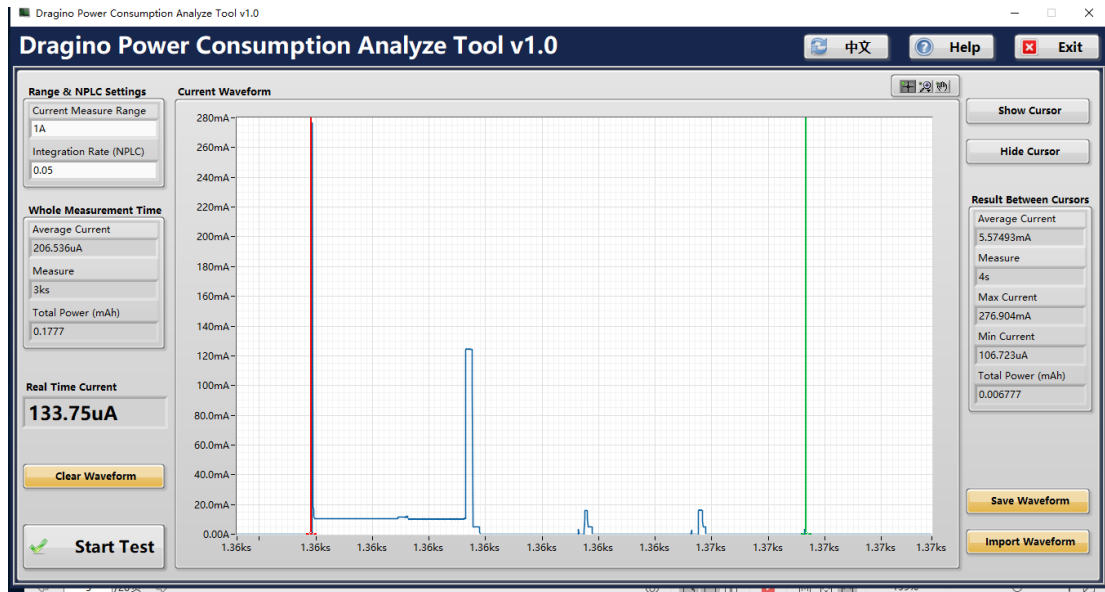 Dragino Power Consumption Analyze Tool v1.0
Dragino Power Consumption Analyze Tool v1.0
中文
Help
Exit
Range & NPLC Settings
Current Measure Range
1A
Integration Rate (NPLC)
0.05
Whole Measurement Time
Average Current
206.536uA
Measure
3ks
Total Power (mAh)
0.1777
Real Time Current
133.75uA
Clear Waveform
Start Test
Current Waveform
280mA
260mA
240mA
220mA
200mA
180mA
160mA
140mA
120mA
100mA
80.0mA
60.0mA
40.0mA
20.0mA
0.00A
1.36ks 1.36ks 1.36ks 1.36ks 1.36ks 1.36ks 1.36ks 1.36ks 1.37ks 1.37ks 1.37ks 1.37ks 1.37ks
Show Cursor
Hide Cursor
Result Between Cursors
Average Current
5.57493mA
Measure
4s
Max Current
276.904mA
Min Current
106.723uA
Total Power (mAh)
0.006777
Save Waveform
Import Waveform